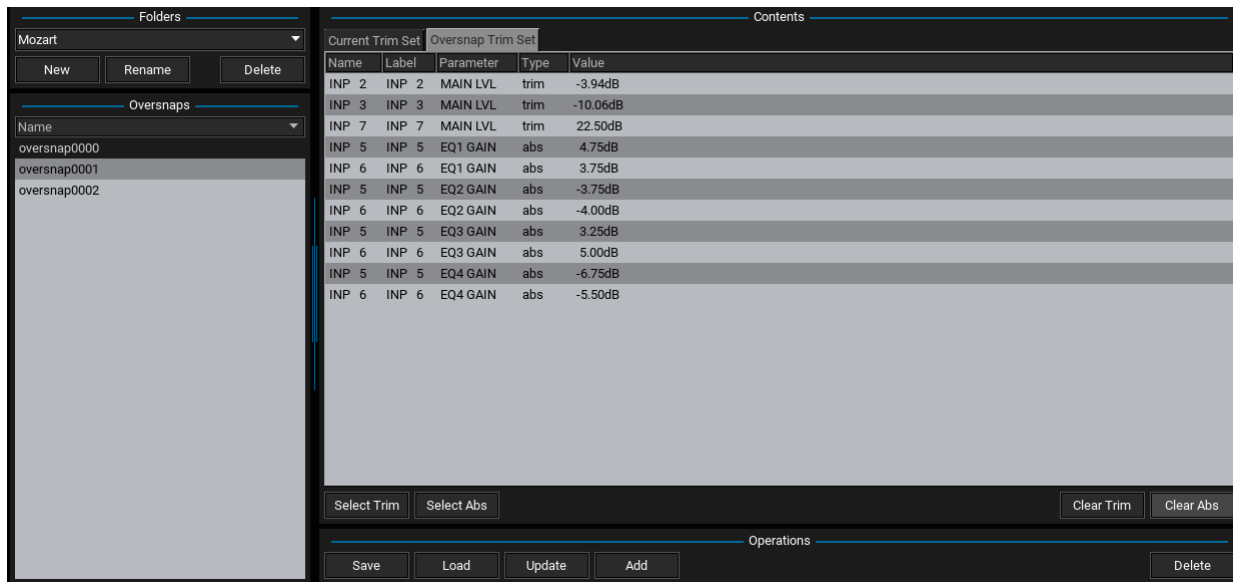 Folders
Mozart
New Rename Delete
Oversnaps
Name
oversnap0000
oversnap0001
oversnap0002
Contents
Current Trim Set Oversnap Trim Set
Name Label Parameter Type Value
INP 2 INP 2 MAIN LVL trim -3.94dB
INP 3 INP 3 MAIN LVL trim -10.06dB
INP 7 INP 7 MAIN LVL trim 22.50dB
INP 5 INP 5 EQ1 GAIN abs 4.75dB
INP 6 INP 6 EQ1 GAIN abs 3.75dB
INP 5 INP 5 EQ2 GAIN abs -3.75dB
INP 6 INP 6 EQ2 GAIN abs -4.00dB
INP 5 INP 5 EQ3 GAIN abs 3.25dB
INP 6 INP 6 EQ3 GAIN abs 5.00dB
INP 5 INP 5 EQ4 GAIN abs -6.75dB
INP 6 INP 6 EQ4 GAIN abs -5.50dB
Select Trim Select Abs Clear Trim Clear Abs
Operations
Save Load Update Add Delete